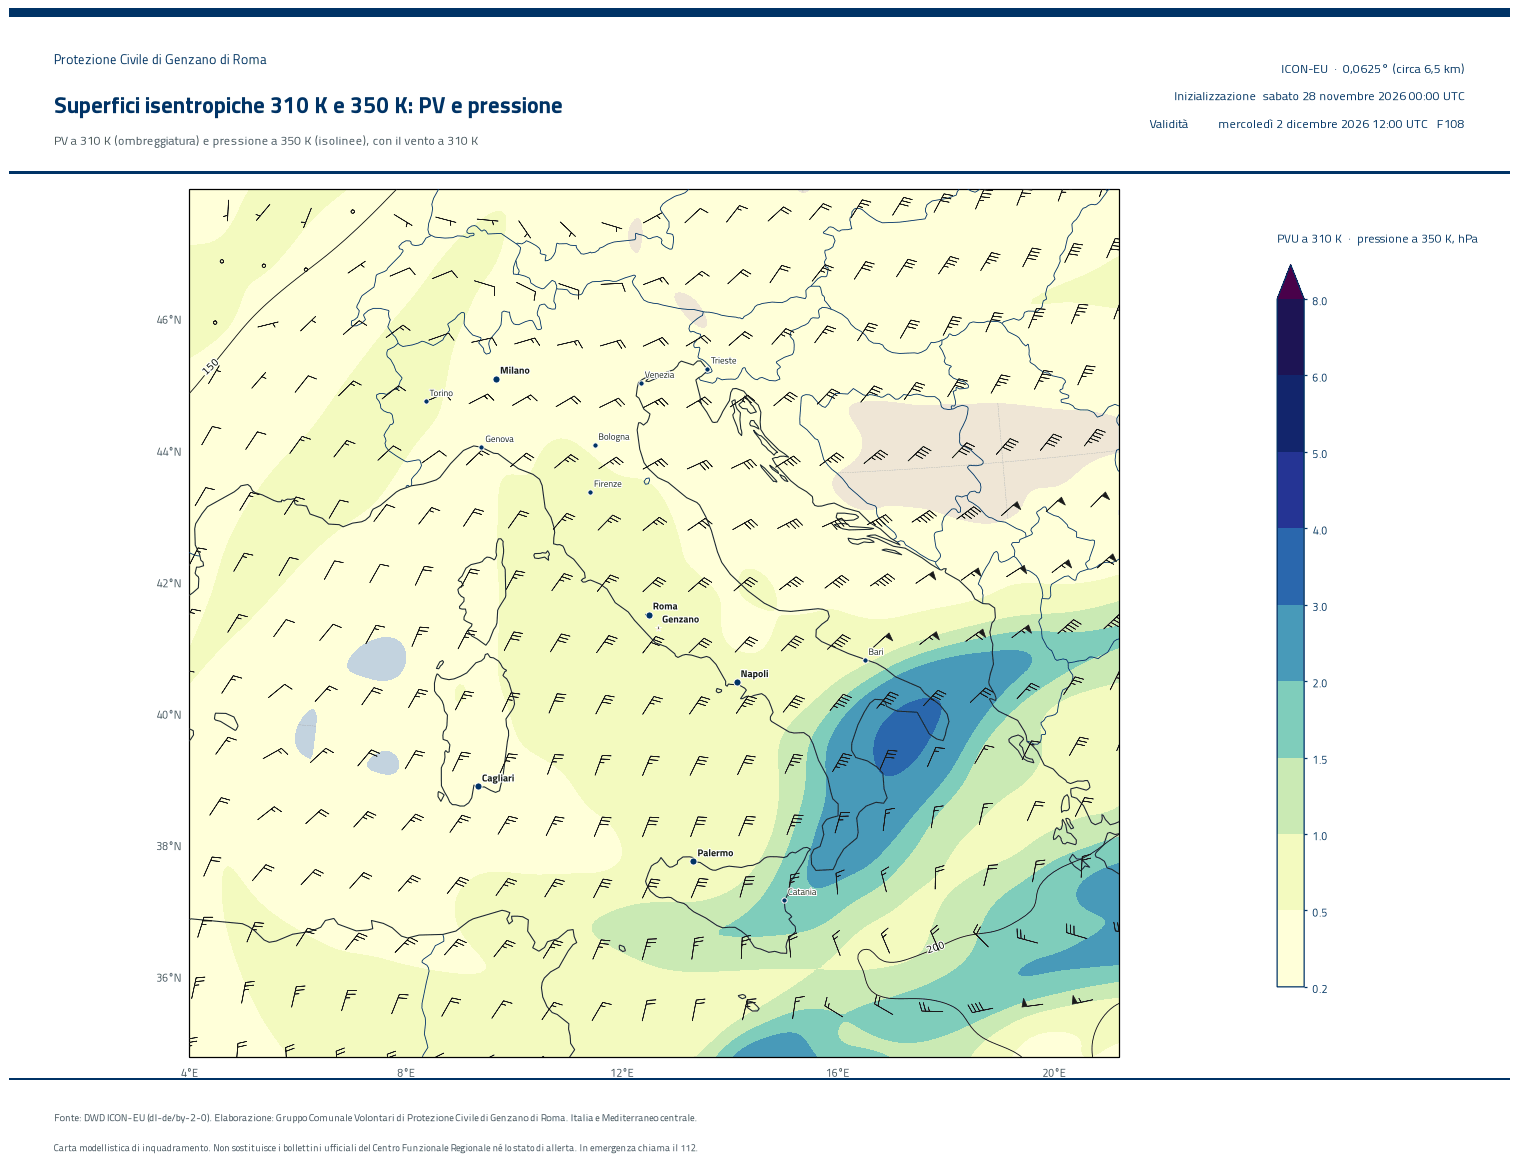 Protezione Civile di Genzano di Roma
Superfici isentropiche 310 K e 350 K: PV e pressione
PV a 310 K (ombreggiatura) e pressione a 350 K (isolinee), con il vento a 310 K
ICON-EU · 0,0625° (circa 6,5 km)
Inizializzazione sabato 28 novembre 2026 00:00 UTC
Validità mercoledì 2 dicembre 2026 12:00 UTC F108
PVU a 310 K · pressione a 350 K, hPa
8.0
6.0
5.0
4.0
3.0
2.0
1.5
1.0
0.5
0.2
46°N
44°N
42°N
40°N
38°N
36°N
4°E
8°E
12°E
16°E
20°E
150
200
Trieste
Venezia
Milano
Torino
Genova
Bologna
Firenze
Roma
Genzano
Bari
Napoli
Cagliari
Palermo
Catania
Fonte: DWD ICON-EU (dl-de/by-2-0). Elaborazione: Gruppo Comunale Volontari di Protezione Civile di Genzano di Roma. Italia e Mediterraneo centrale.
Carta modellistica di inquadramento. Non sostituisce i bollettini ufficiali del Centro Funzionale Regionale né lo stato di allerta. In emergenza chiama il 112.